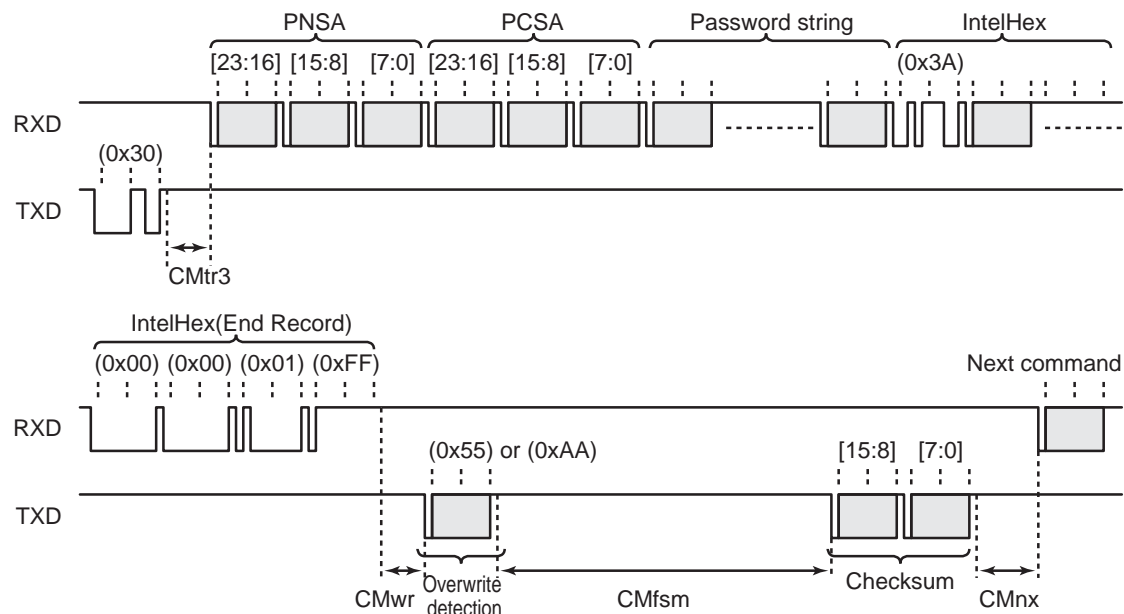 PNSA PCSA Password string IntelHex
[23:16] [15:8] [7:0] [23:16] [15:8] [7:0] (0x3A)
RXD
(0x30)
TXD
CMtr3
IntelHex(End Record)
(0x00) (0x00) (0x01) (0xFF) Next command
RXD
(0x55) or (0xAA) [15:8] [7:0]
TXD
CMwr Overwrite detection CMfsm Checksum CMnx